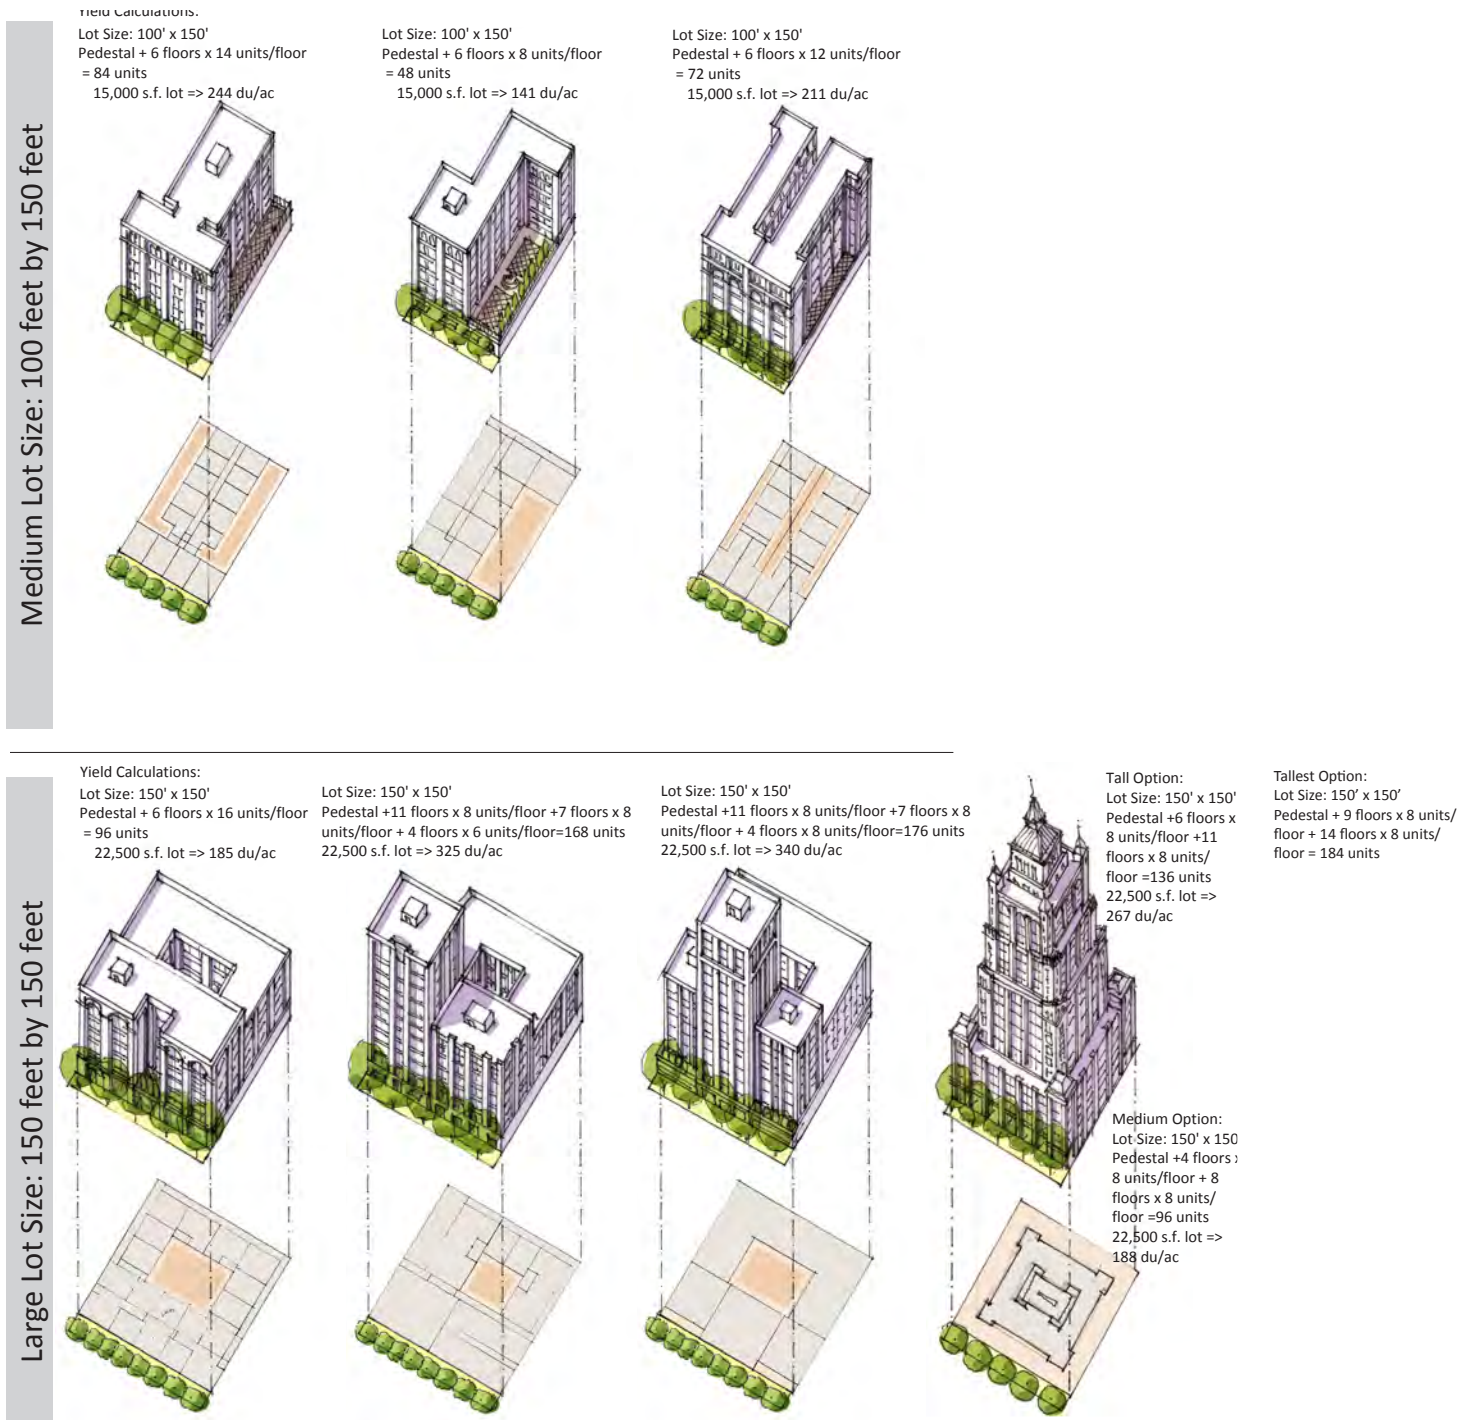 Medium Lot Size: 100 feet by 150 feet
Yield Calculations:
Lot Size: 100' x 150'
Pedestal + 6 floors x 14 units/floor
= 84 units
15,000 s.f. lot => 244 du/ac
Lot Size: 100' x 150'
Pedestal + 6 floors x 8 units/floor
= 48 units
15,000 s.f. lot => 141 du/ac
Lot Size: 100' x 150'
Pedestal + 6 floors x 12 units/floor
= 72 units
15,000 s.f. lot => 211 du/ac
Large Lot Size: 150 feet by 150 feet
Yield Calculations:
Lot Size: 150' x 150'
Pedestal + 6 floors x 16 units/floor
= 96 units
22,500 s.f. lot => 185 du/ac
Lot Size: 150' x 150'
Pedestal +11 floors x 8 units/floor +7 floors x 8
units/floor + 4 floors x 6 units/floor=168 units
22,500 s.f. lot => 325 du/ac
Lot Size: 150' x 150'
Pedestal +11 floors x 8 units/floor +7 floors x 8
units/floor + 4 floors x 8 units/floor=176 units
22,500 s.f. lot => 340 du/ac
Tall Option:
Lot Size: 150' x 150'
Pedestal +6 floors x
8 units/floor +11
floors x 8 units/
floor =136 units
22,500 s.f. lot =>
267 du/ac
Tallest Option:
Lot Size: 150’ x 150’
Pedestal + 9 floors x 8 units/
floor + 14 floors x 8 units/
floor = 184 units
Medium Option:
Lot Size: 150' x 150
Pedestal +4 floors x
8 units/floor + 8
floors x 8 units/
floor =96 units
22,500 s.f. lot =>
188 du/ac